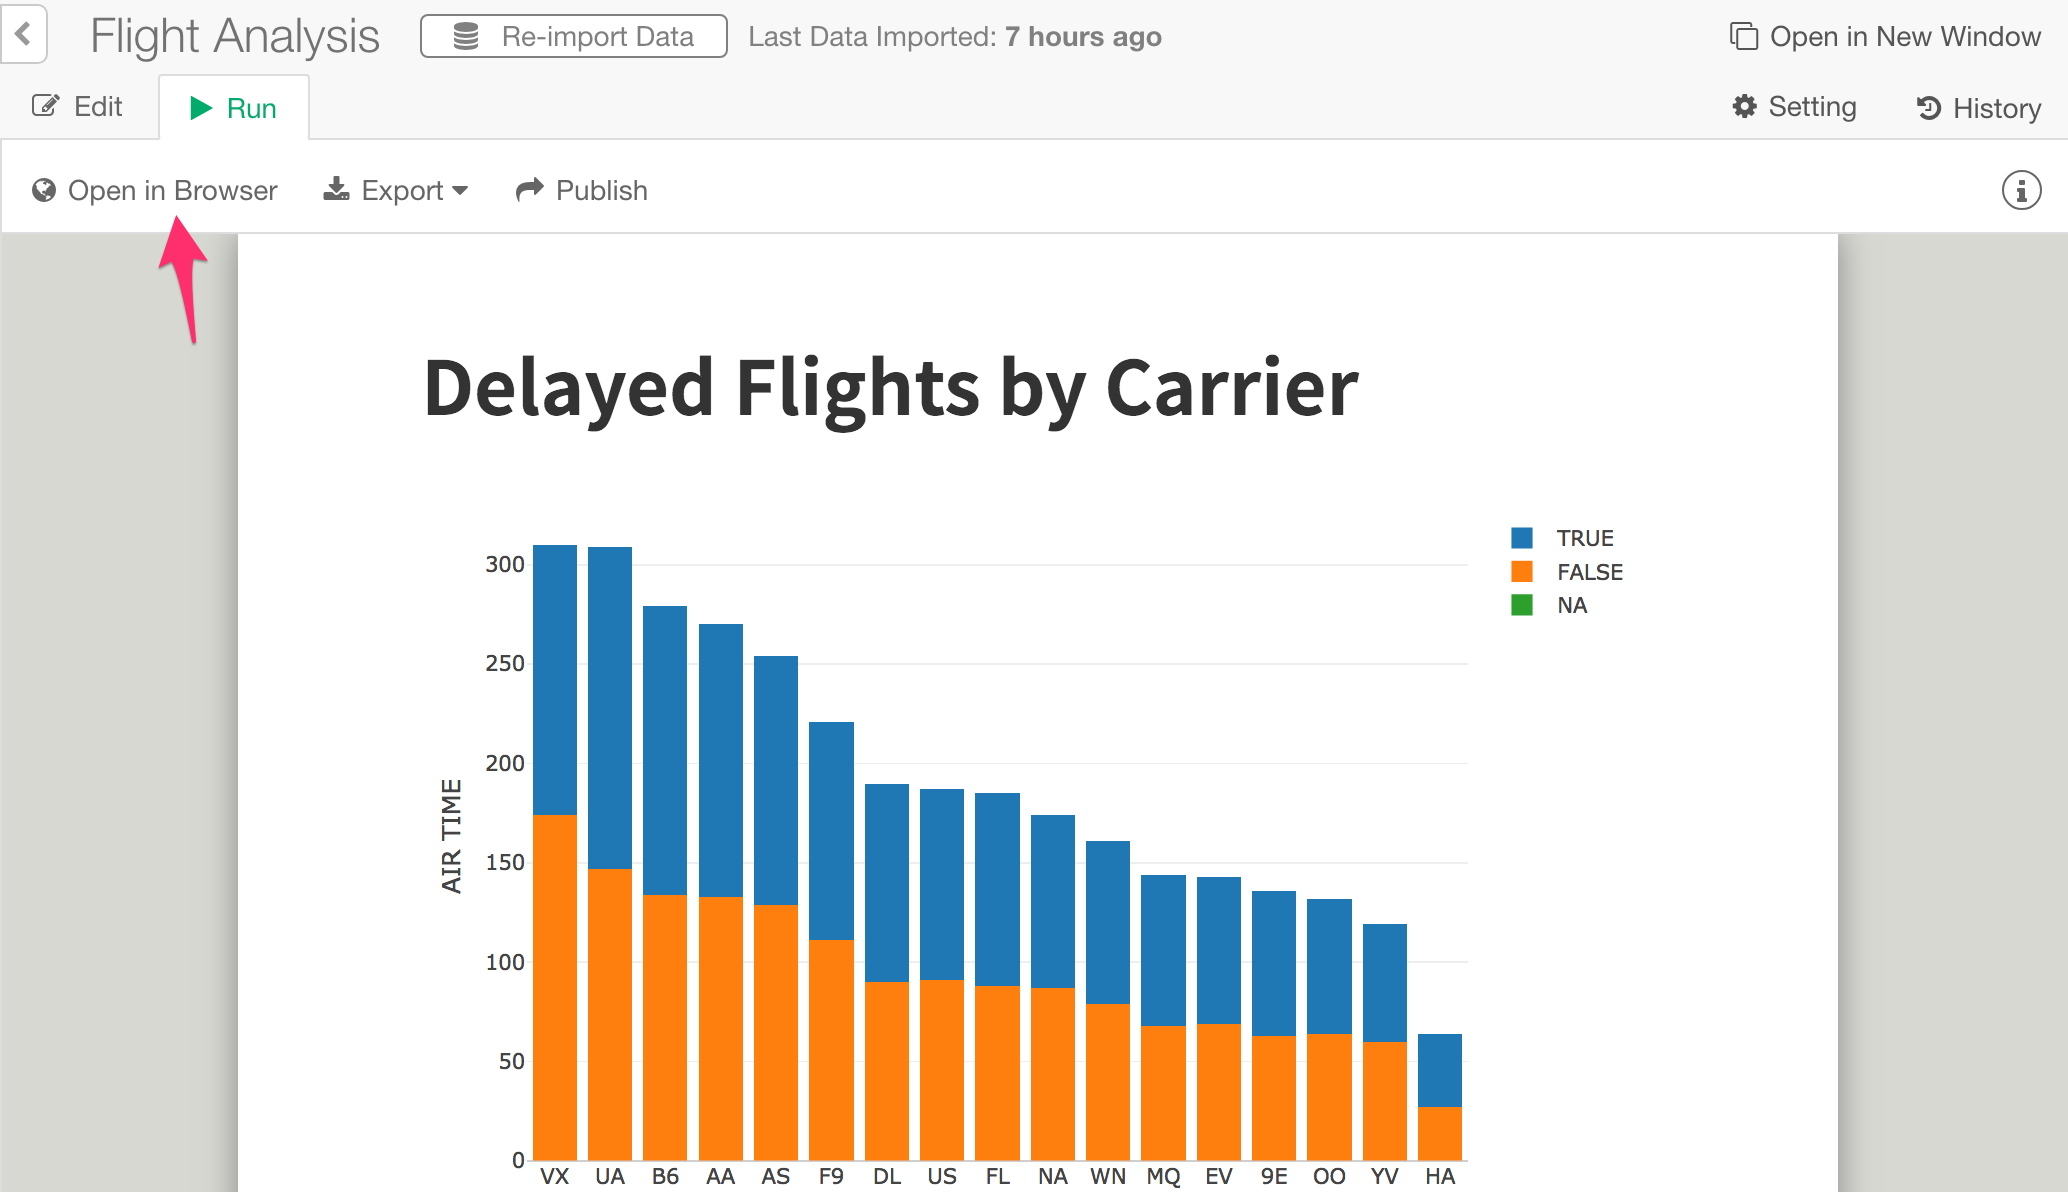 Flight Analysis
Re-import Data
Last Data Imported: 7 hours ago
Open in New Window
Edit
Run
Setting
History
Open in Browser
Export
Publish
Delayed Flights by Carrier
TRUE
FALSE
NA
AIR TIME
300
250
200
150
100
50
0
VX UA B6 AA AS F9 DL US FL NA WN MQ EV 9E OO YV HA